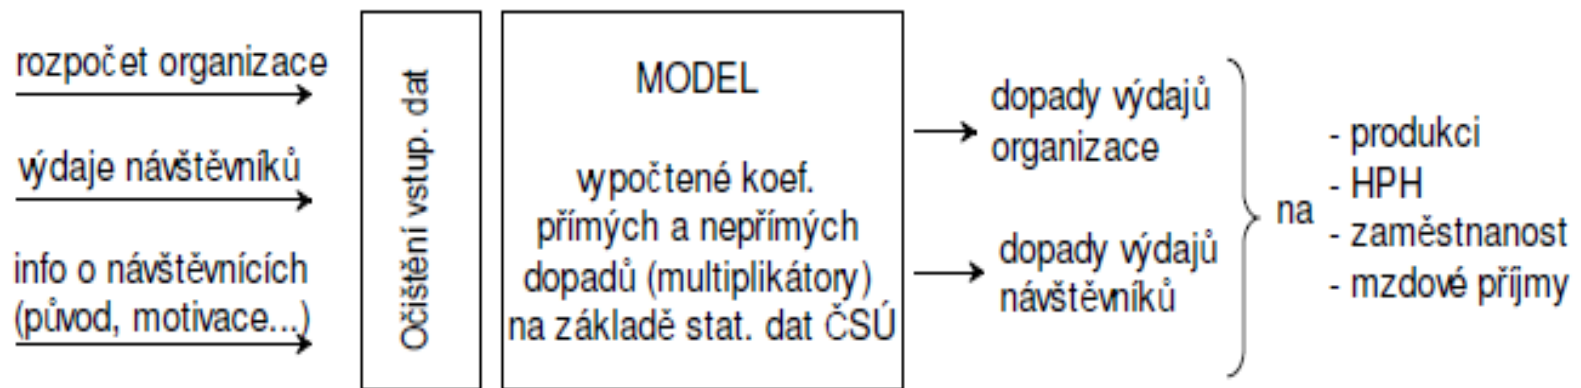 rozpočet organizace
výdaje návštěvníků
info o návštěvnících
(původ, motivace...)
Očištění vstup. dat
MODEL
vypočtené koef.
přímých a nepřímých
dopadů (multiplikátory)
na základě stat. dat ČSÚ
dopady výdajů
organizace
dopady výdajů
návštěvníků
na
- produkci
- HPH
- zaměstnanost
- mzdové příjmy